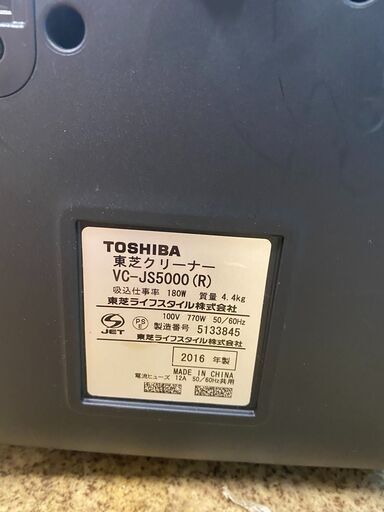 TOSHIBA
東芝クリーナー
VC-JS5000(R)
吸込仕事率 180W 質量 4.4kg
東芝ライフスタイル株式会社
100V 770W 50/60Hz
製造番号 5133845
東芝ライフスタイル株式会社
JET
PS
E
2016 年製
MADE IN CHINA
電流ヒューズ 12A 50/60Hz共用